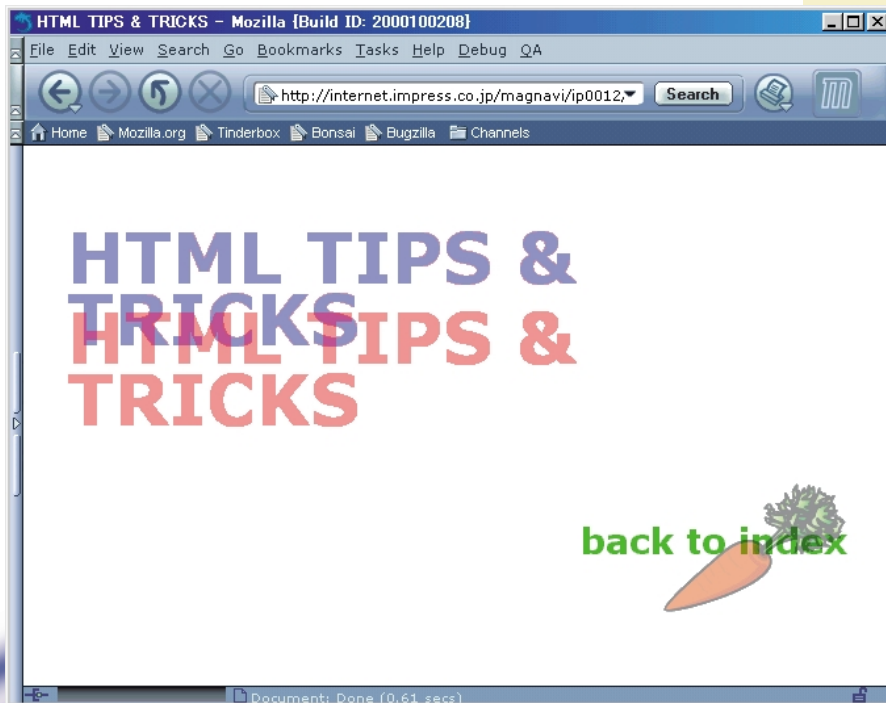 HTML TIPS & TRICKS - Mozilla {Build ID: 2000100208}
File Edit View Search Go Bookmarks Tasks Help Debug QA
http://internet.impress.co.jp/magnavi/ip0012, Search
Home Mozilla.org Tinderbox Bonsai Bugzilla Channels
HTML TIPS &
TRICKS
HTML TIPS &
TRICKS
back to index
Document: Done (0.61 secs)